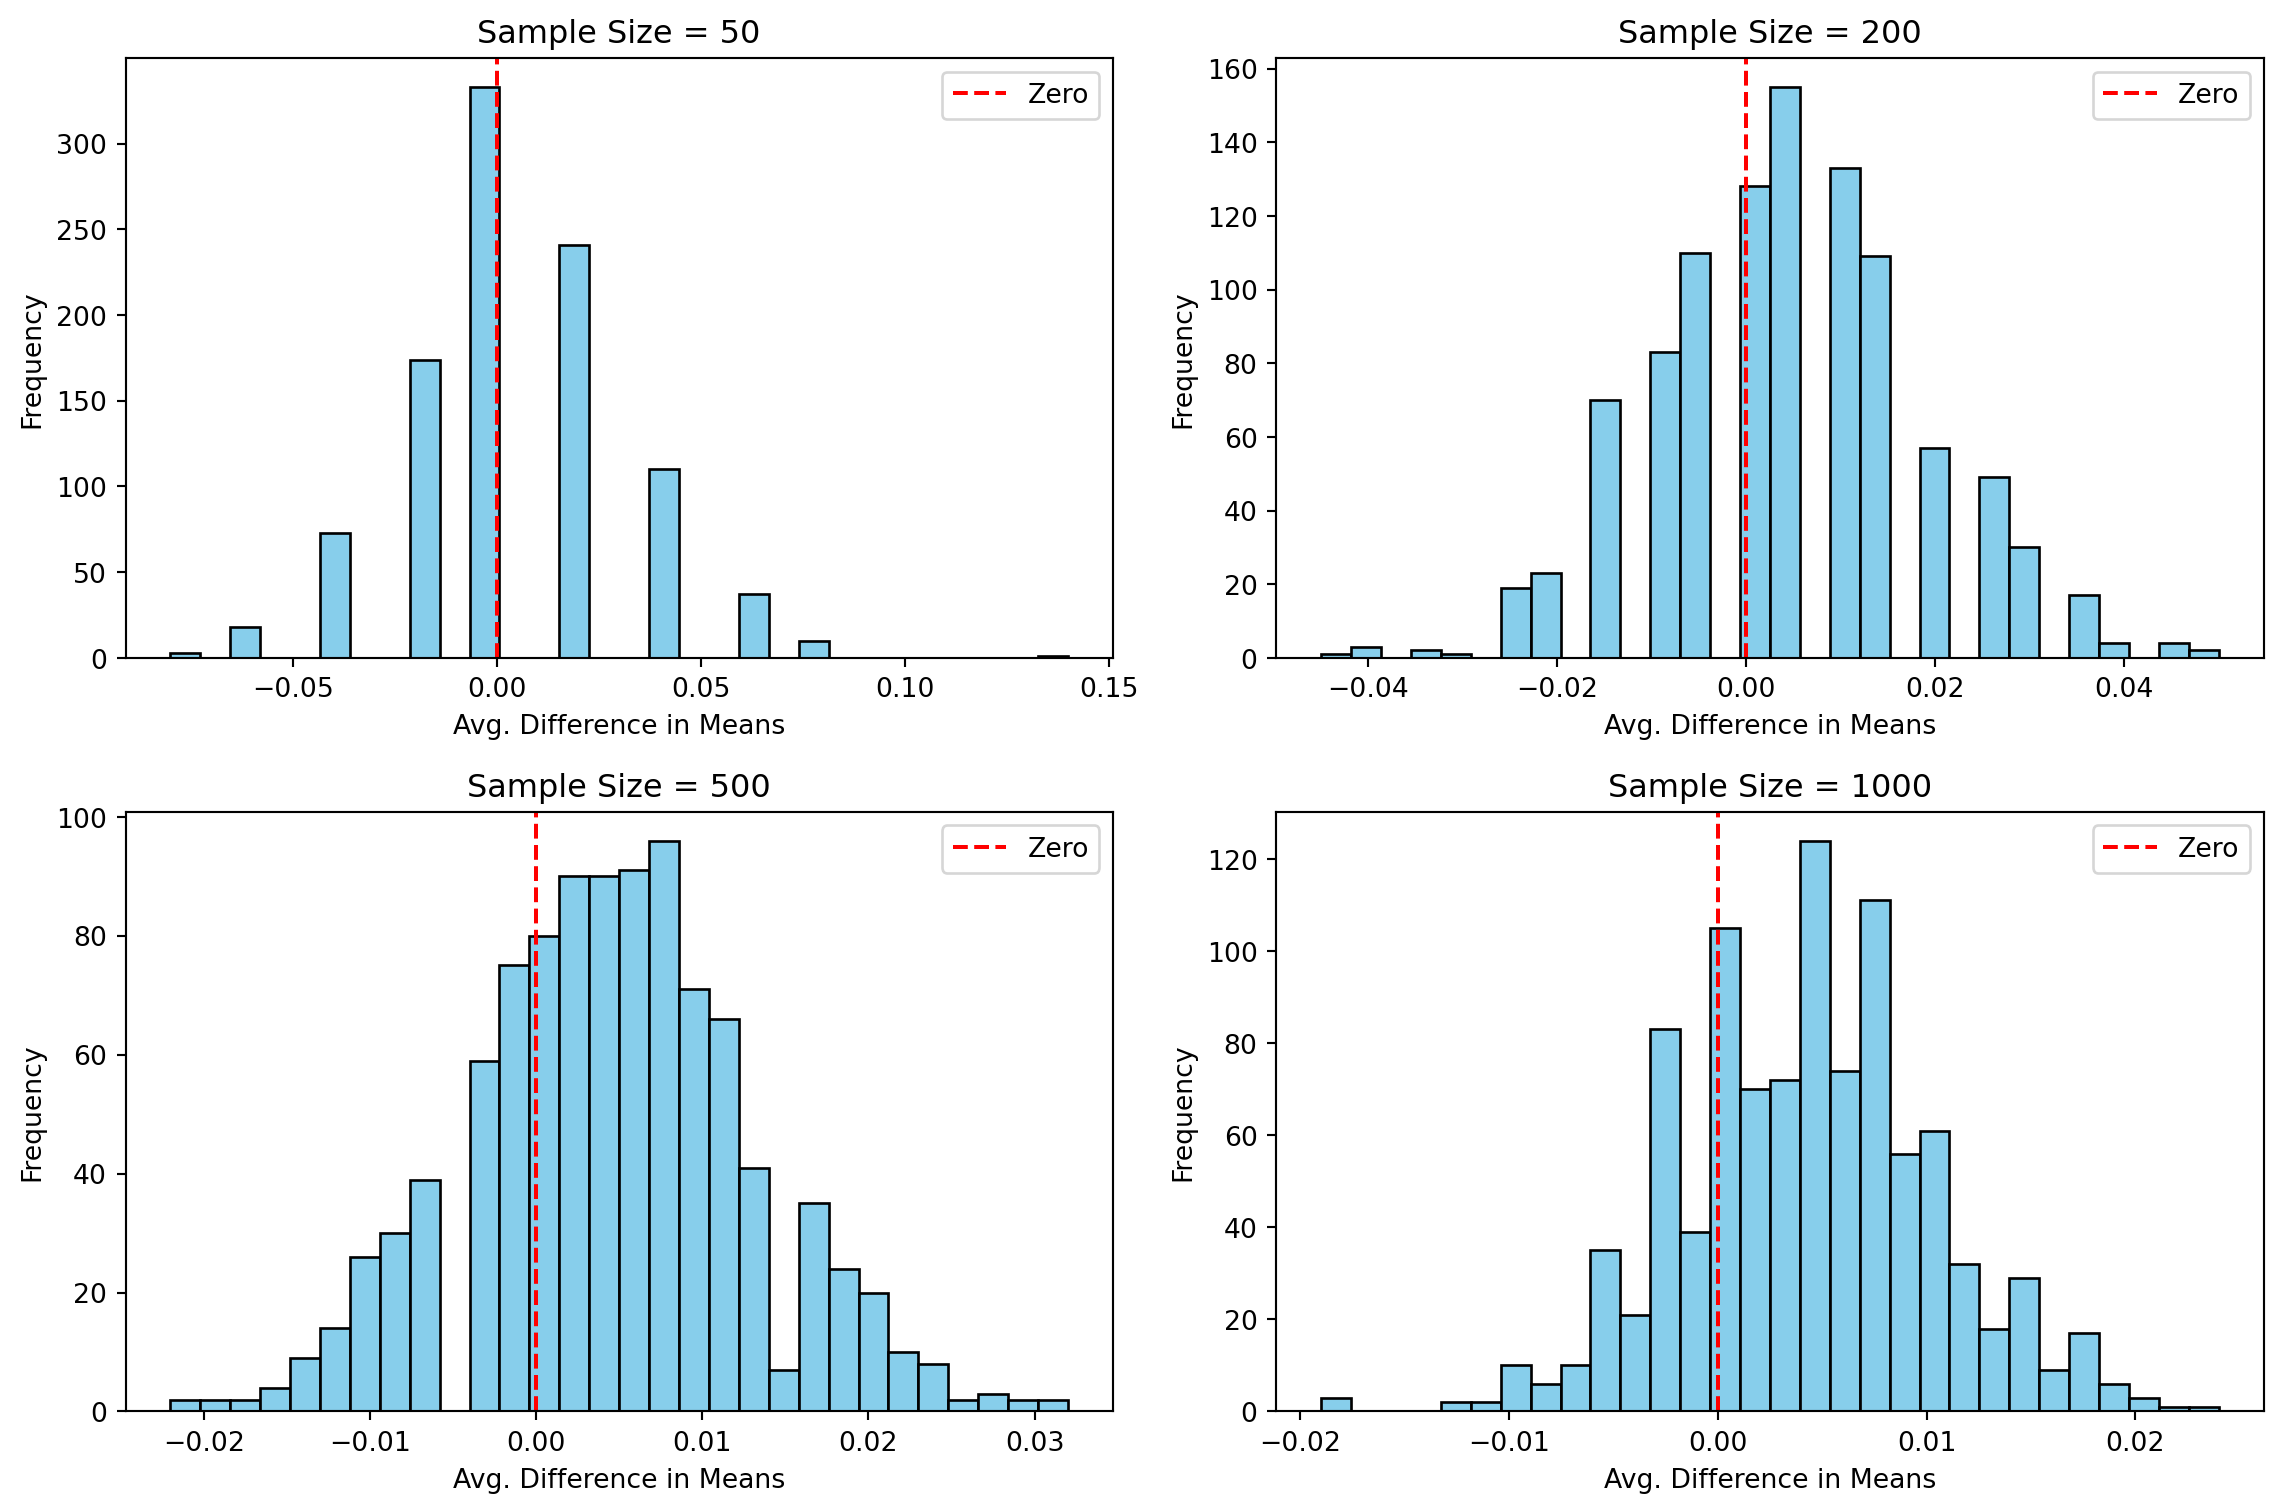 Sample Size = 50
Zero
Frequency
300
250
200
150
100
50
0
−0.05 0.00 0.05 0.10 0.15
Avg. Difference in Means
Sample Size = 200
Zero
Frequency
160
140
120
100
80
60
40
20
0
−0.04 −0.02 0.00 0.02 0.04
Avg. Difference in Means
Sample Size = 500
Zero
Frequency
100
80
60
40
20
0
−0.02 −0.01 0.00 0.01 0.02 0.03
Avg. Difference in Means
Sample Size = 1000
Zero
Frequency
120
100
80
60
40
20
0
−0.02 −0.01 0.00 0.01 0.02
Avg. Difference in Means